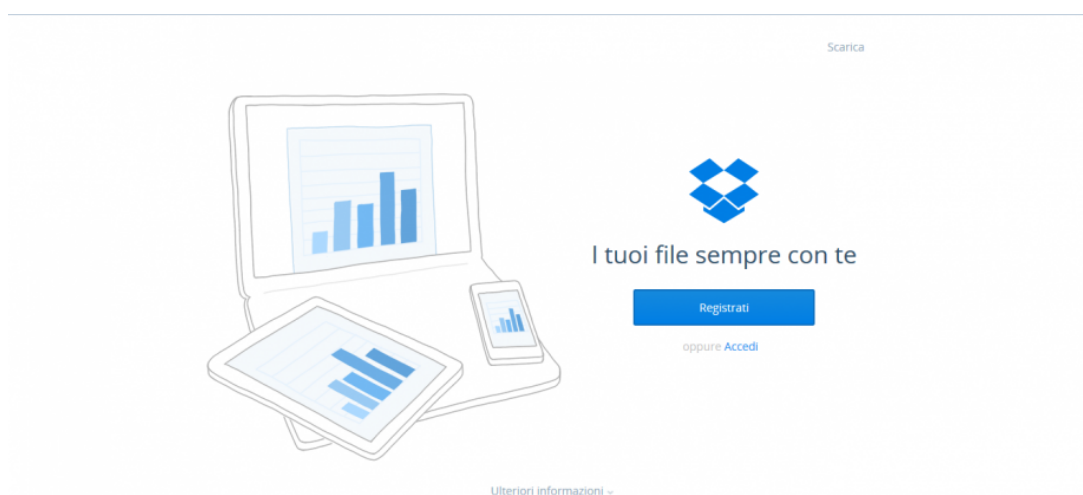 Scarica
I tuoi file sempre con te
Registrati
oppure Accedi
Ulteriori informazioni